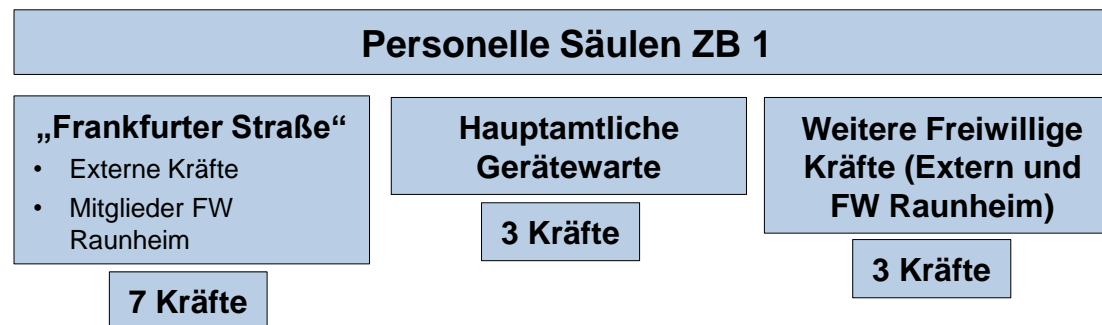 Personelle Säulen ZB 1
„Frankfurter Straße“
• Externe Kräfte
• Mitglieder FW
Raunheim
7 Kräfte
Hauptamtliche
Gerätewarte
3 Kräfte
Weitere Freiwillige
Kräfte (Extern und
FW Raunheim)
3 Kräfte